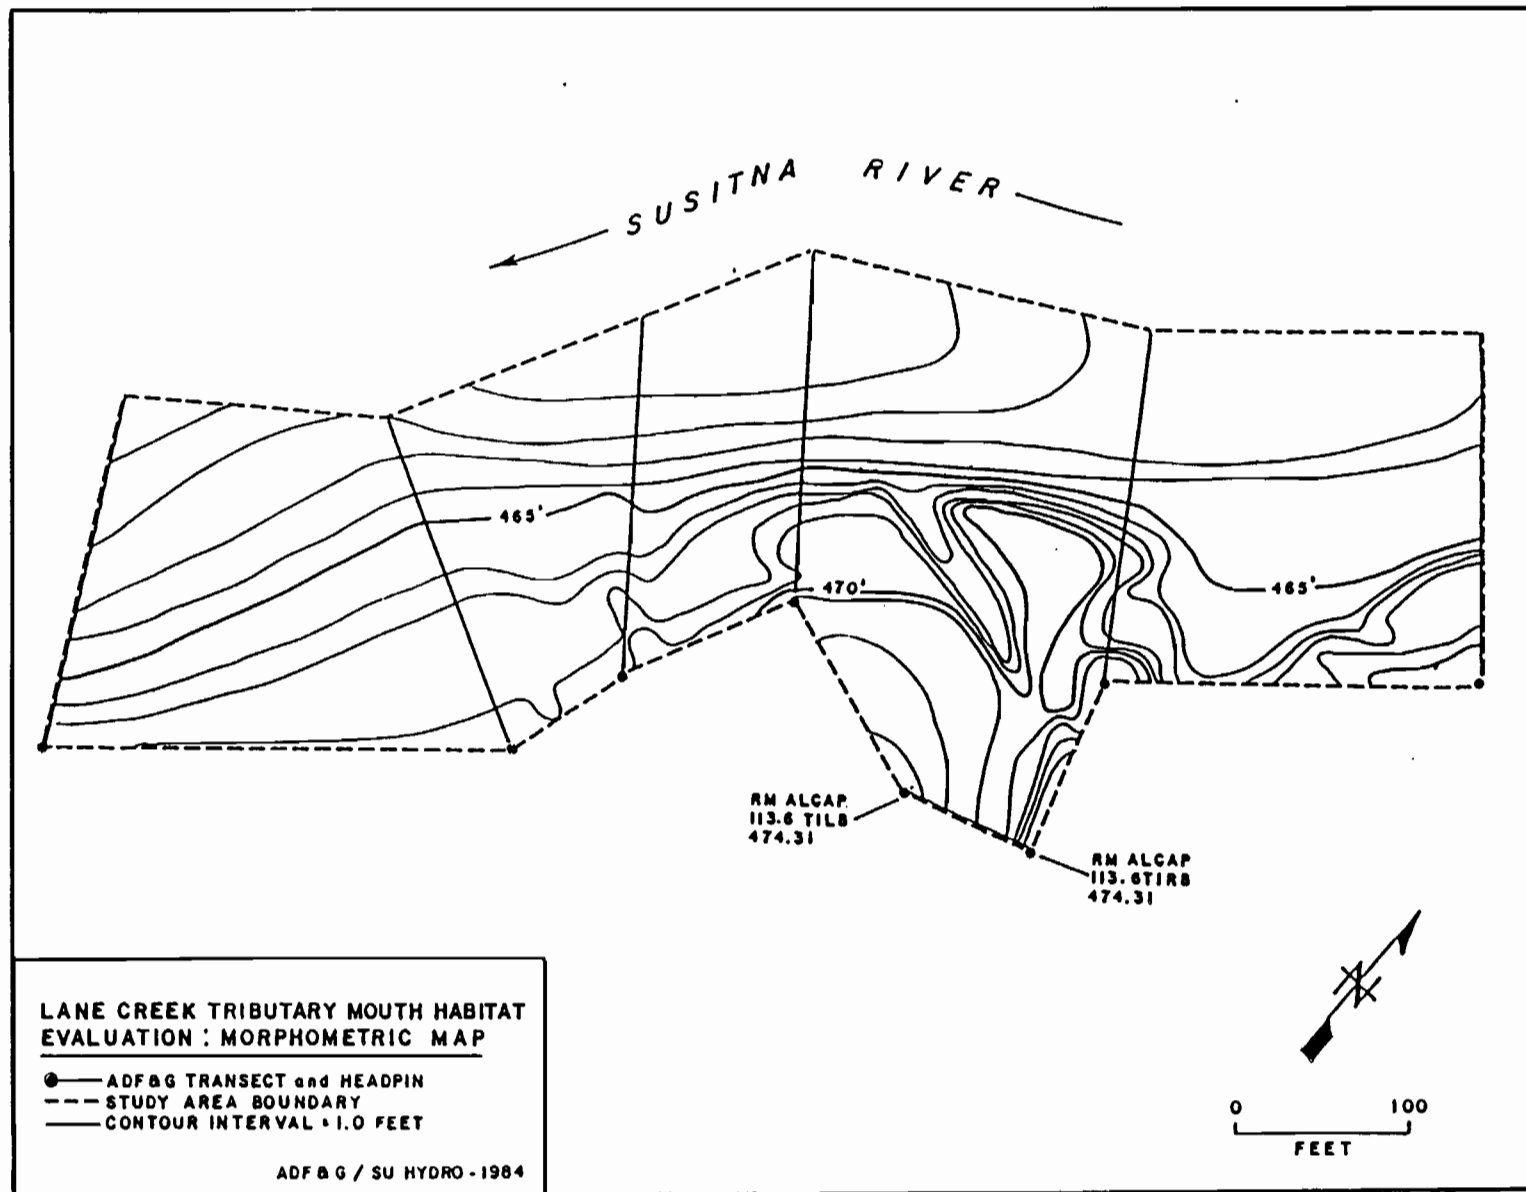 SUSITNA RIVER
465'
470'
465'
RM ALCAP
113.6 TILB
474.31
RM ALCAP
113.6TIRB
474.31
N
LANE CREEK TRIBUTARY MOUTH HABITAT
EVALUATION : MORPHOMETRIC MAP
ADF&G TRANSECT and HEADPIN
STUDY AREA BOUNDARY
CONTOUR INTERVAL = 1.0 FEET
ADF & G / SU HYDRO - 1984
0 100
FEET